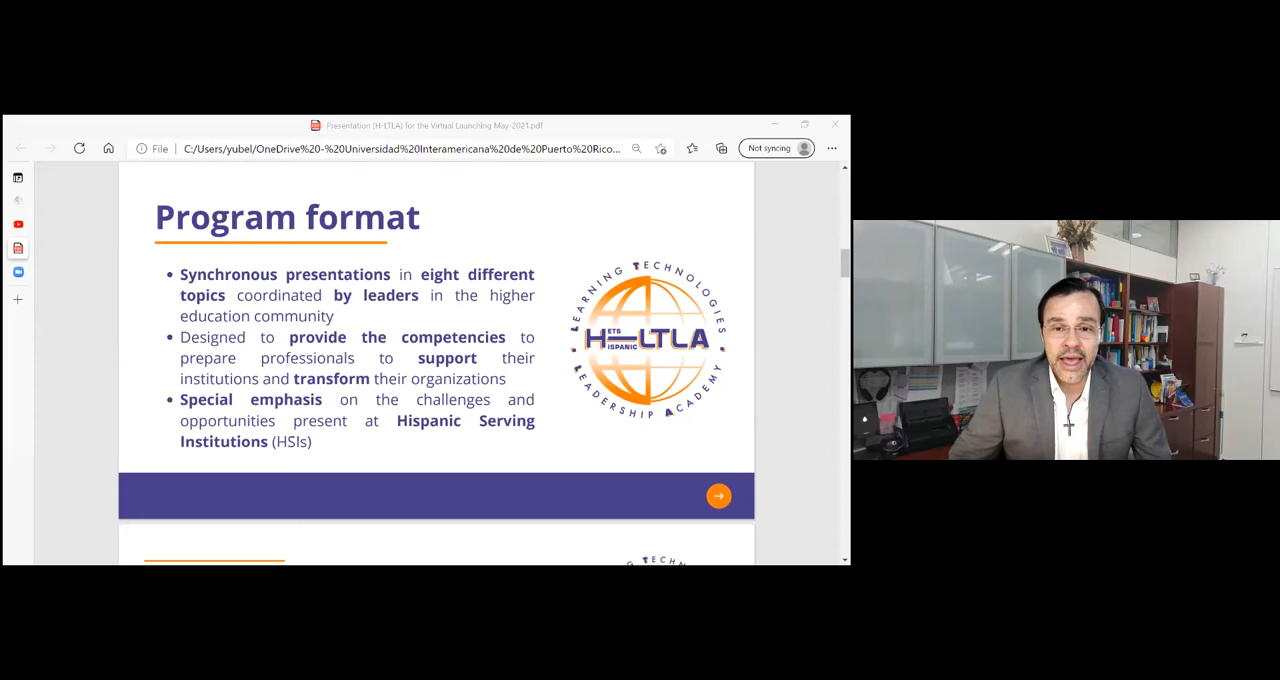 Presentation (H-LTLA) for the Virtual Launching May-2021.pdf
File
C:/Users/yubel/OneDrive%20-%20Universidad%20Interamericana%20de%20Puerto%20Rico...
Not syncing
Program format
• Synchronous presentations in eight different
topics coordinated by leaders in the higher
education community
• Designed to provide the competencies to
prepare professionals to support their
institutions and transform their organizations
• Special emphasis on the challenges and
opportunities present at Hispanic Serving
Institutions (HSIs)
LEARNING TECHNOLOGIES
HETS HISPANIC-LTLA
LEADERSHIP ACADEMY
G TECHN